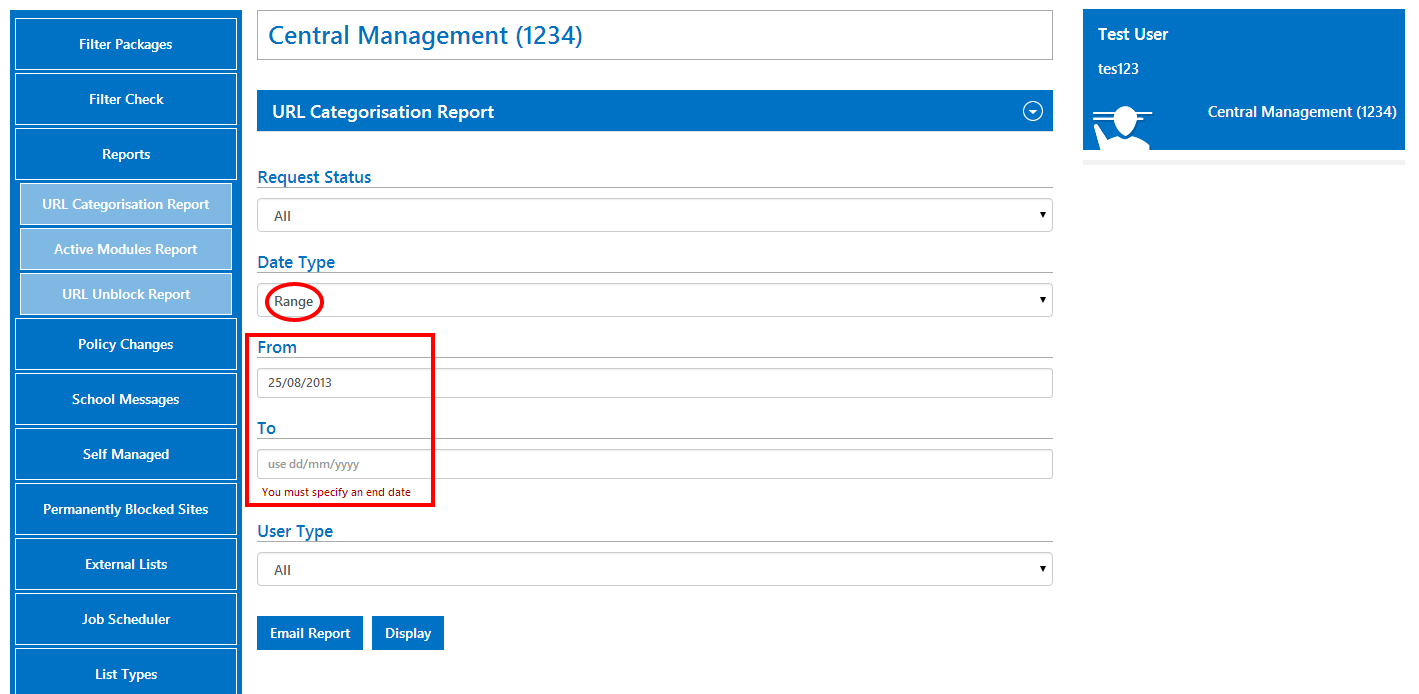 Filter Packages
Filter Check
Reports
URL Categorisation Report
Active Modules Report
URL Unblock Report
Policy Changes
School Messages
Self Managed
Permanently Blocked Sites
External Lists
Job Scheduler
List Types
Central Management (1234)
URL Categorisation Report
Request Status
All
Date Type
Range
From
25/08/2013
To
use dd/mm/yyyy
You must specify an end date
User Type
All
Email Report
Display
Test User
tes123
Central Management (1234)